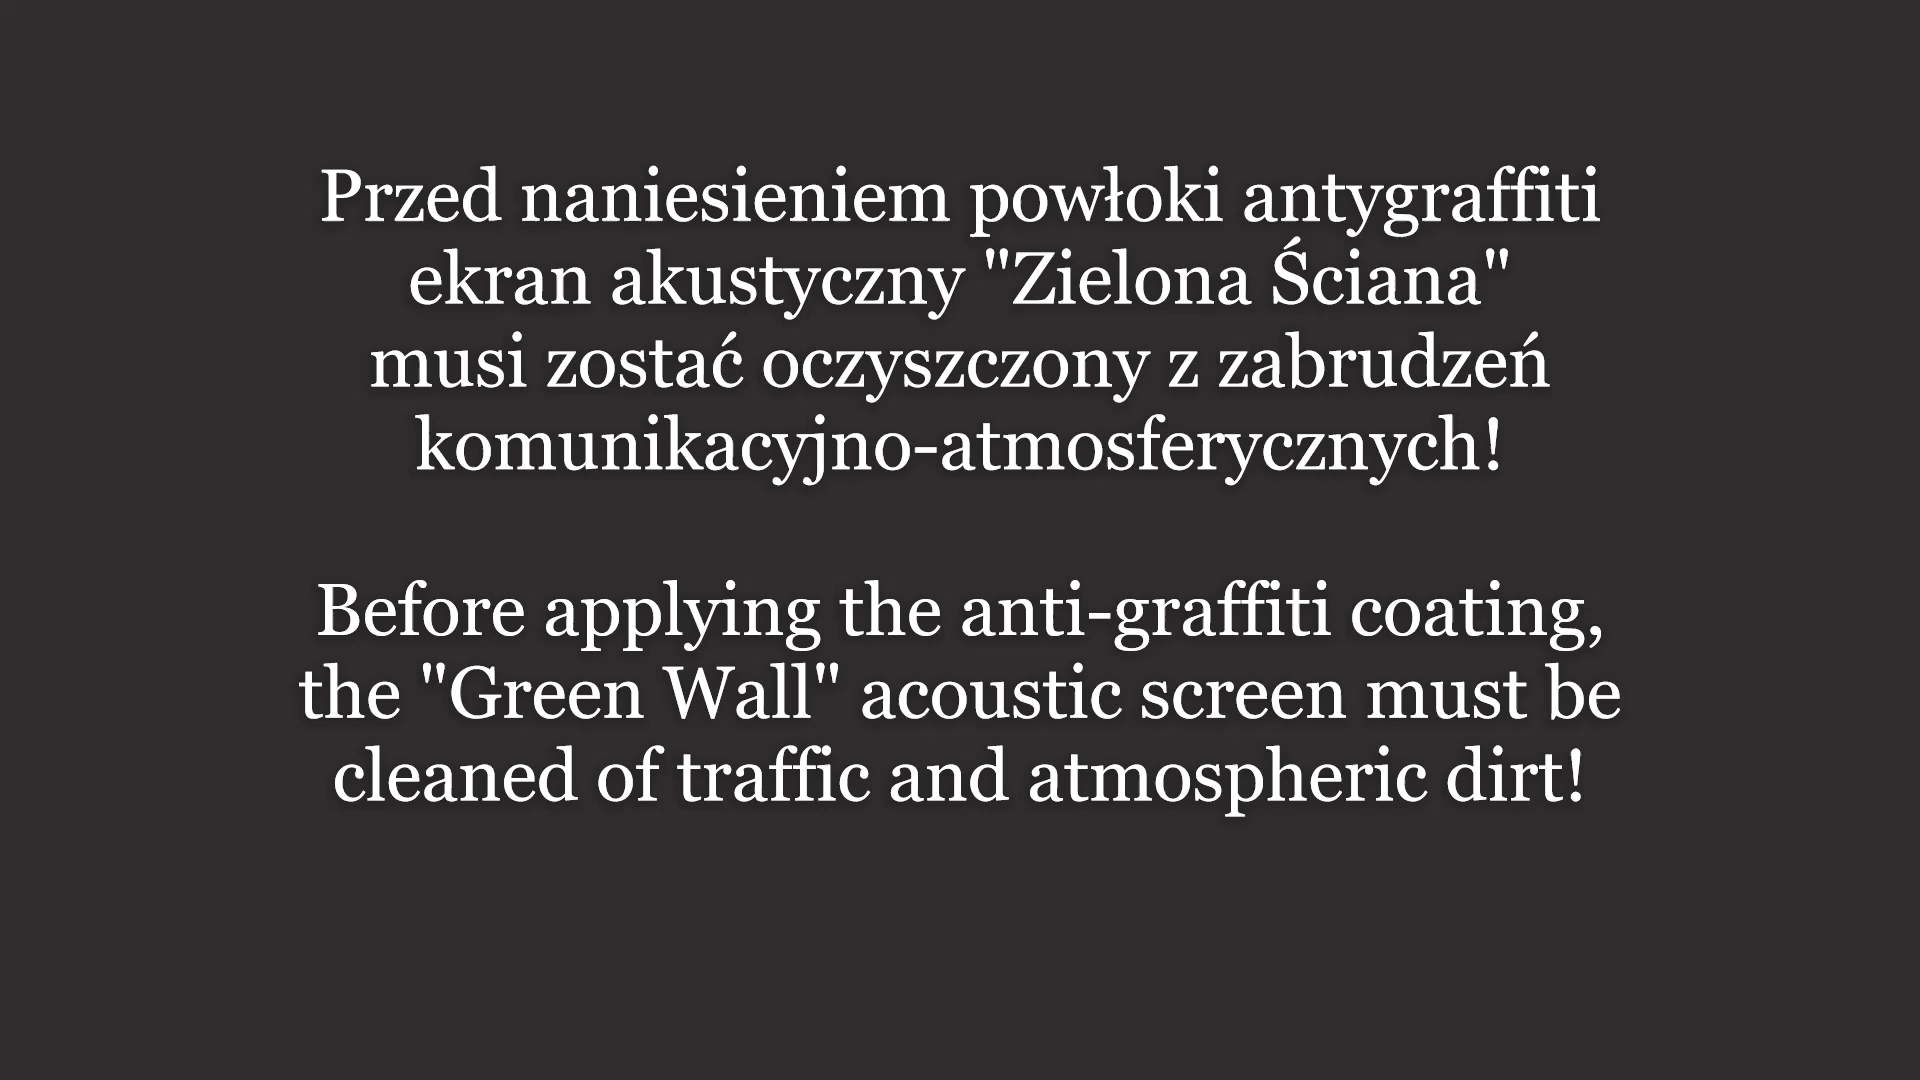 Przed naniesieniem powłoki antygraffiti
ekran akustyczny "Zielona Ściana"
musi zostać oczyszczony z zabrudzeń
komunikacyjno-atmosferycznych!
Before applying the anti-graffiti coating,
the "Green Wall" acoustic screen must be
cleaned of traffic and atmospheric dirt!